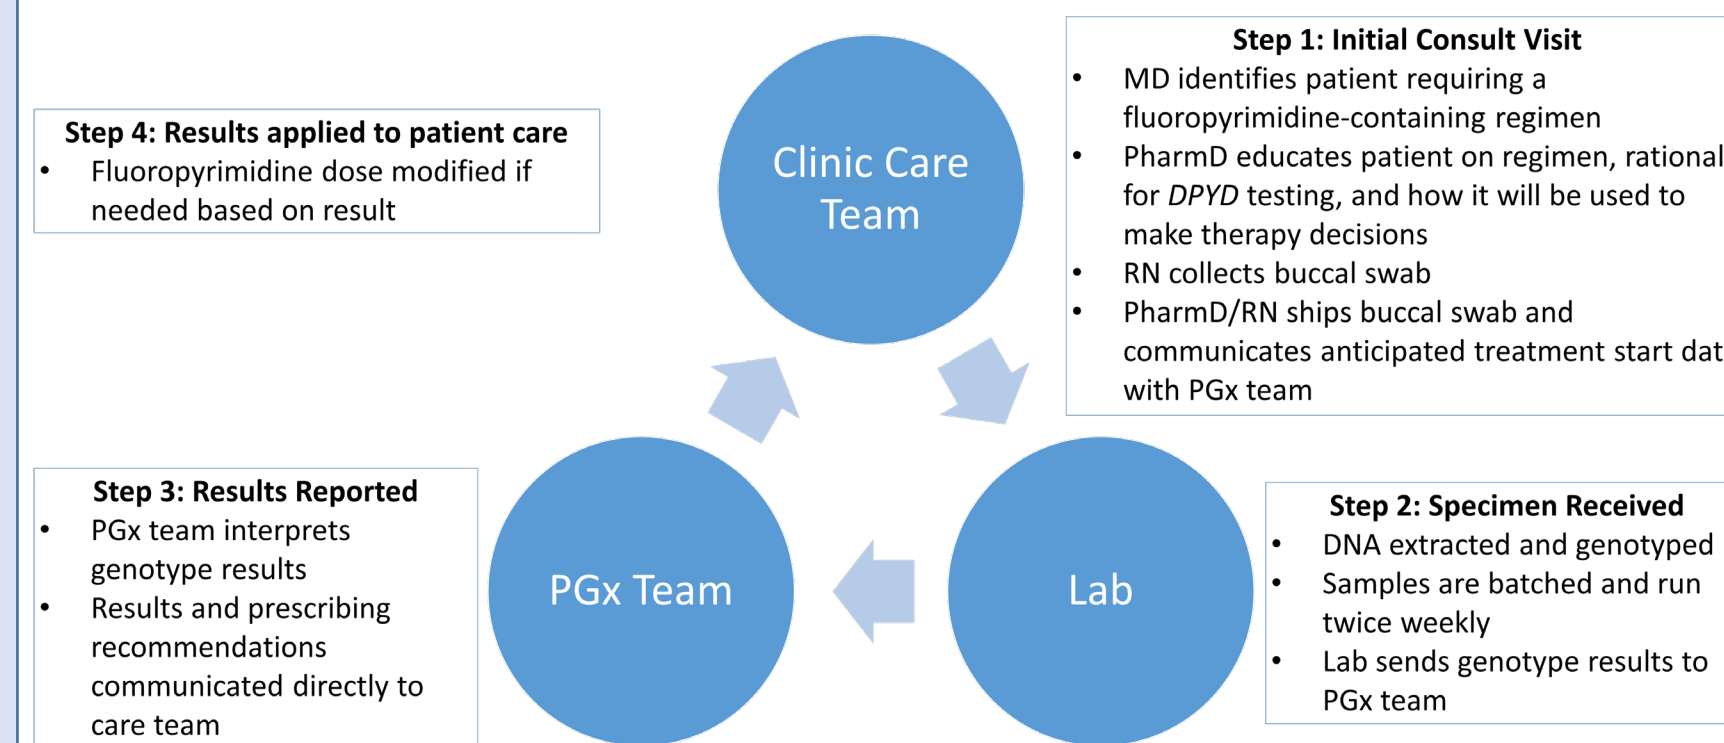 Clinic Care
Team
Step 1: Initial Consult Visit
• MD identifies patient requiring a
fluoropyrimidine-containing regimen
• PharmD educates patient on regimen, rational
for DPYD testing, and how it will be used to
make therapy decisions
• RN collects buccal swab
• PharmD/RN ships buccal swab and
communicates anticipated treatment start dat
with PGx team
Lab
Step 2: Specimen Received
• DNA extracted and genotyped
• Samples are batched and run
twice weekly
• Lab sends genotype results to
PGx team
PGx Team
Step 3: Results Reported
• PGx team interprets
genotype results
• Results and prescribing
recommendations
communicated directly to
care team
Step 4: Results applied to patient care
• Fluoropyrimidine dose modified if
needed based on result